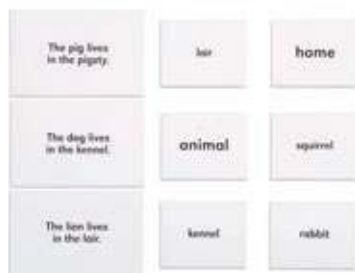 The pig lives
in the pigsty.
lair
home
The dog lives
in the kennel.
animal
squirrel
The lion lives
in the lair.
kennel
rabbit